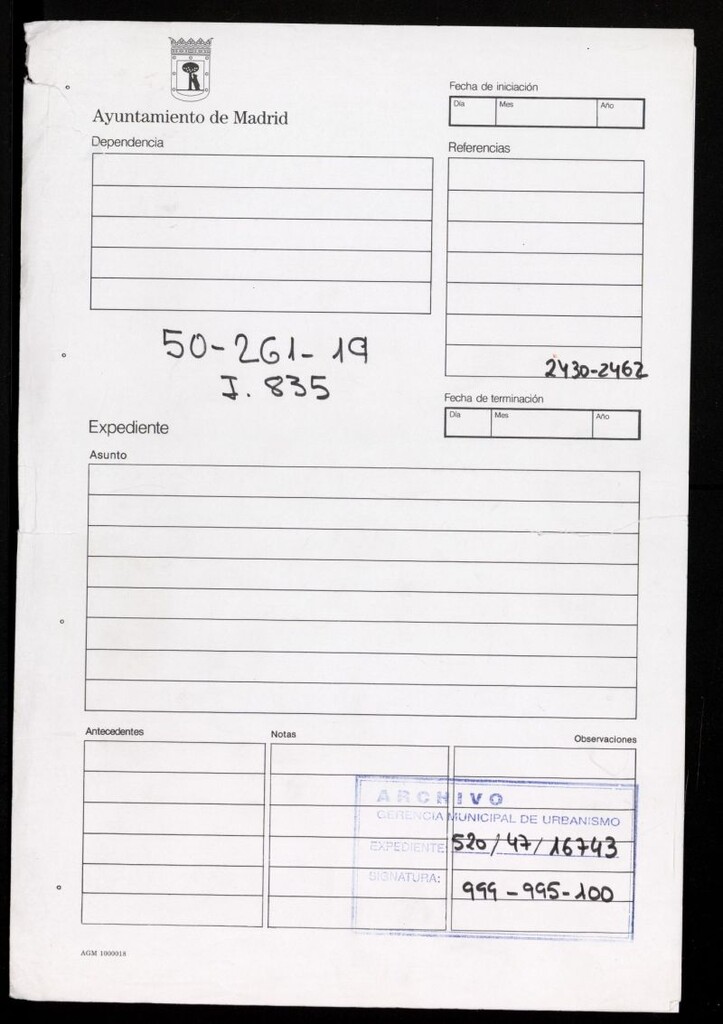 Ayuntamiento de Madrid
Dependencia
Fecha de iniciación
Día Mes Año
Referencias
50-261-19
J. 835
2430-2462
Fecha de terminación
Día Mes Año
Expediente
Asunto
Antecedentes
Notas
Observaciones
ARCHIVO
GERENCIA MUNICIPAL DE URBANISMO
EXPEDIENTE: 520/47/16743
SIGNATURA: 999-995-100
AGM 1000018